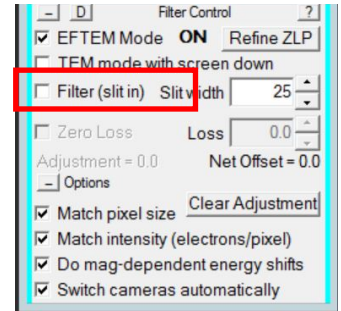 – D Filter Control ?
EFTEM Mode ON Refine ZLP
TEM mode with screen down
Filter (slit in) Slit width 25
Zero Loss Loss 0.0
Adjustment = 0.0 Net Offset = 0.0
– Options
Match pixel size Clear Adjustment
Match intensity (electrons/pixel)
Do mag-dependent energy shifts
Switch cameras automatically